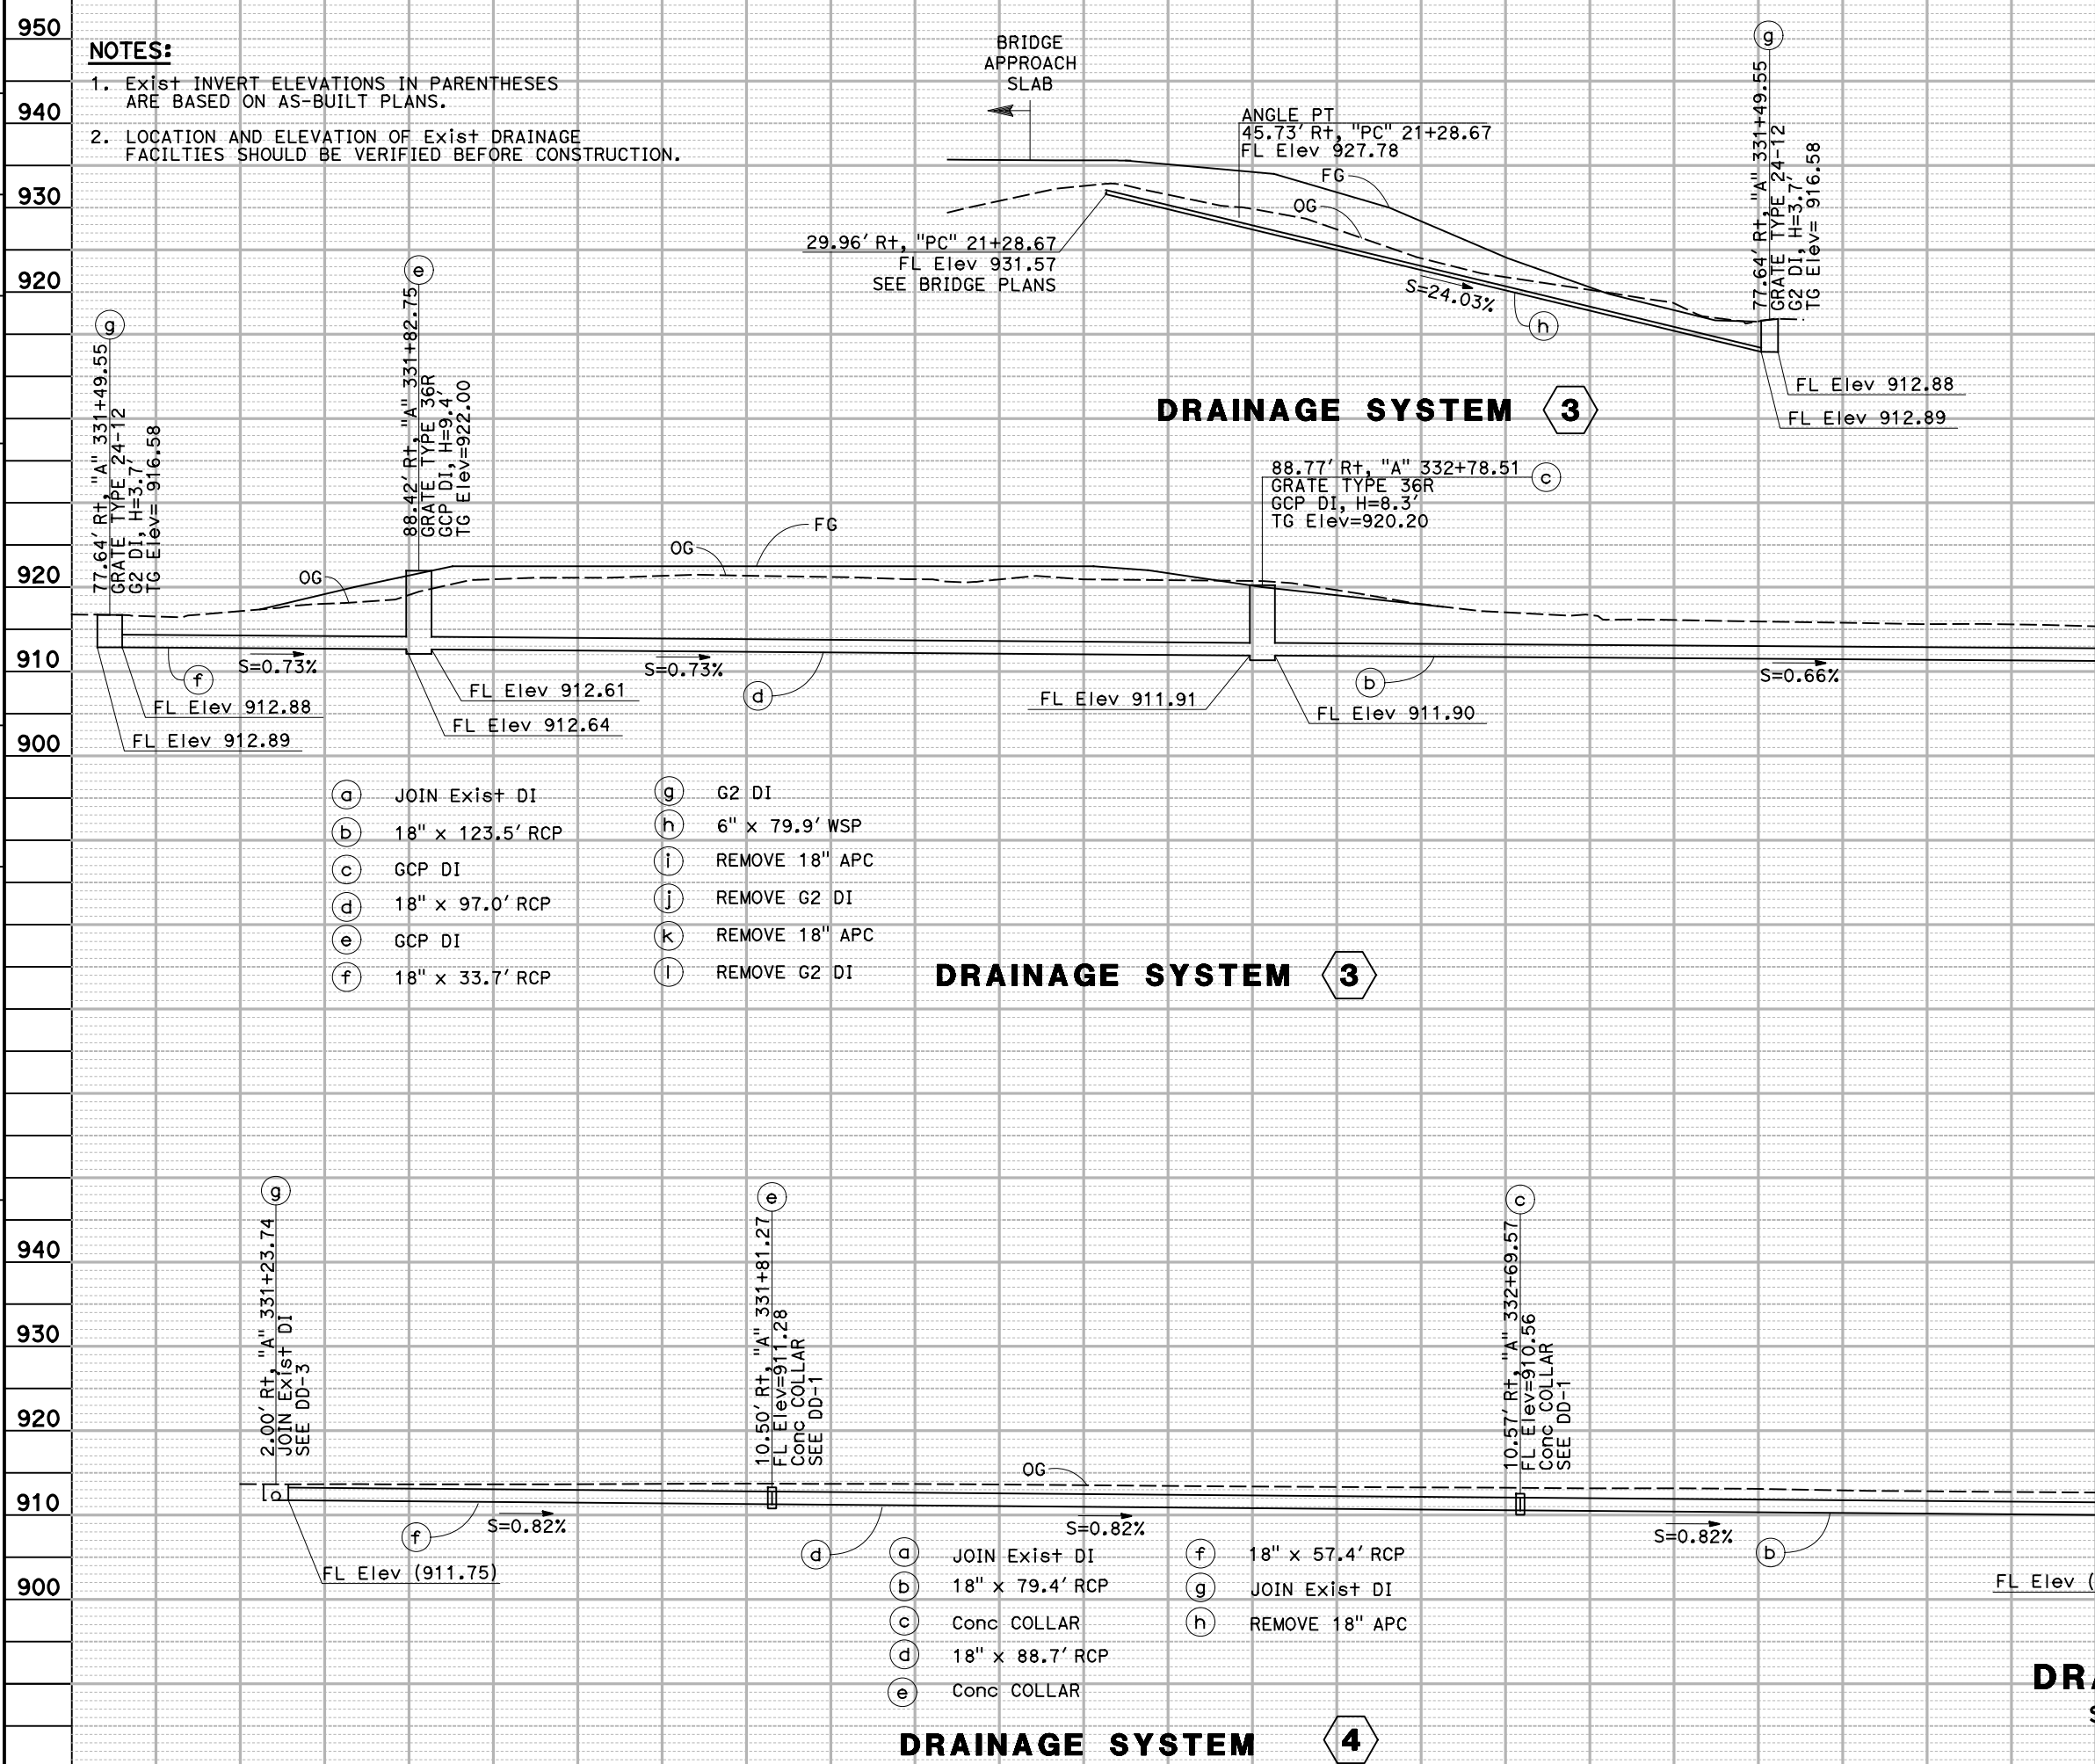 950
940
930
920
920
910
900
940
930
920
910
900
NOTES:
1. Exist INVERT ELEVATIONS IN PARENTHESES
ARE BASED ON AS-BUILT PLANS.
2. LOCATION AND ELEVATION OF Exist DRAINAGE
FACILTIES SHOULD BE VERIFIED BEFORE CONSTRUCTION.
BRIDGE
APPROACH
SLAB
ANGLE PT
45.73' Rt, "PC" 21+28.67
FL Elev 927.78
FG
OG
29.96' Rt, "PC" 21+28.67
FL Elev 931.57
SEE BRIDGE PLANS
S=24.03%
h
g
77.64' Rt, "A" 331+49.55
GRATE TYPE 24-12
G2 DI, H=3.7'
TG Elev= 916.58
FL Elev 912.88
FL Elev 912.89
DRAINAGE SYSTEM 3
g
77.64' Rt, "A" 331+49.55
GRATE TYPE 24-12
G2 DI, H=3.7'
TG Elev= 916.58
e
88.42' Rt, "A" 331+82.75
GRATE TYPE 36R
GCP DI, H=9.4'
TG Elev=922.00
88.77' Rt, "A" 332+78.51
c
GRATE TYPE 36R
GCP DI, H=8.3'
TG Elev=920.20
OG
OG
FG
f
S=0.73%
FL Elev 912.88
FL Elev 912.89
FL Elev 912.61
FL Elev 912.64
S=0.73%
d
FL Elev 911.91
FL Elev 911.90
b
S=0.66%
a JOIN Exist DI
b 18" x 123.5' RCP
c GCP DI
d 18" x 97.0' RCP
e GCP DI
f 18" x 33.7' RCP
g G2 DI
h 6" x 79.9' WSP
i REMOVE 18" APC
j REMOVE G2 DI
k REMOVE 18" APC
l REMOVE G2 DI
DRAINAGE SYSTEM 3
g
2.00' Rt, "A" 331+23.74
JOIN Exist DI
SEE DD-3
e
10.50' Rt, "A" 331+81.27
FL Elev=911.28
Conc COLLAR
SEE DD-1
c
10.57' Rt, "A" 332+69.57
FL Elev=910.56
Conc COLLAR
SEE DD-1
OG
f
S=0.82%
FL Elev (911.75)
d
S=0.82%
S=0.82%
b
FL Elev (
a JOIN Exist DI
b 18" x 79.4' RCP
c Conc COLLAR
d 18" x 88.7' RCP
e Conc COLLAR
f 18" x 57.4' RCP
g JOIN Exist DI
h REMOVE 18" APC
DRAINAGE SYSTEM 4